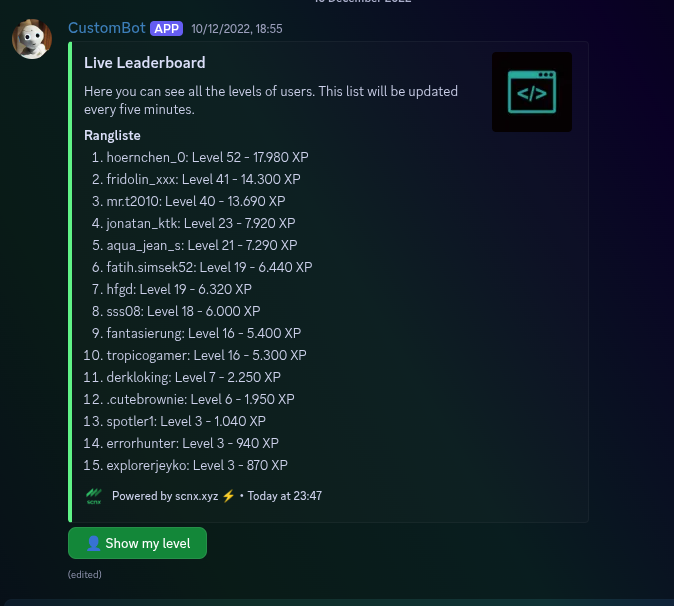 CustomBot APP 10/12/2022, 18:55
Live Leaderboard
</>
Here you can see all the levels of users. This list will be updated
every five minutes.
Rangliste
1. hoernchen_0: Level 52 - 17.980 XP
2. fridolin_xxx: Level 41 - 14.300 XP
3. mr.t2010: Level 40 - 13.690 XP
4. jonatan_ktk: Level 23 - 7.920 XP
5. aqua_jean_s: Level 21 - 7.290 XP
6. fatih.simsek52: Level 19 - 6.440 XP
7. hfgd: Level 19 - 6.320 XP
8. sss08: Level 18 - 6.000 XP
9. fantasierung: Level 16 - 5.400 XP
10. tropicogamer: Level 16 - 5.300 XP
11. derkloking: Level 7 - 2.250 XP
12. .cutebrownie: Level 6 - 1.950 XP
13. spotler1: Level 3 - 1.040 XP
14. errorhunter: Level 3 - 940 XP
15. explorerjeyko: Level 3 - 870 XP
scnx Powered by scnx.xyz ⚡ • Today at 23:47
👤 Show my level
(edited)